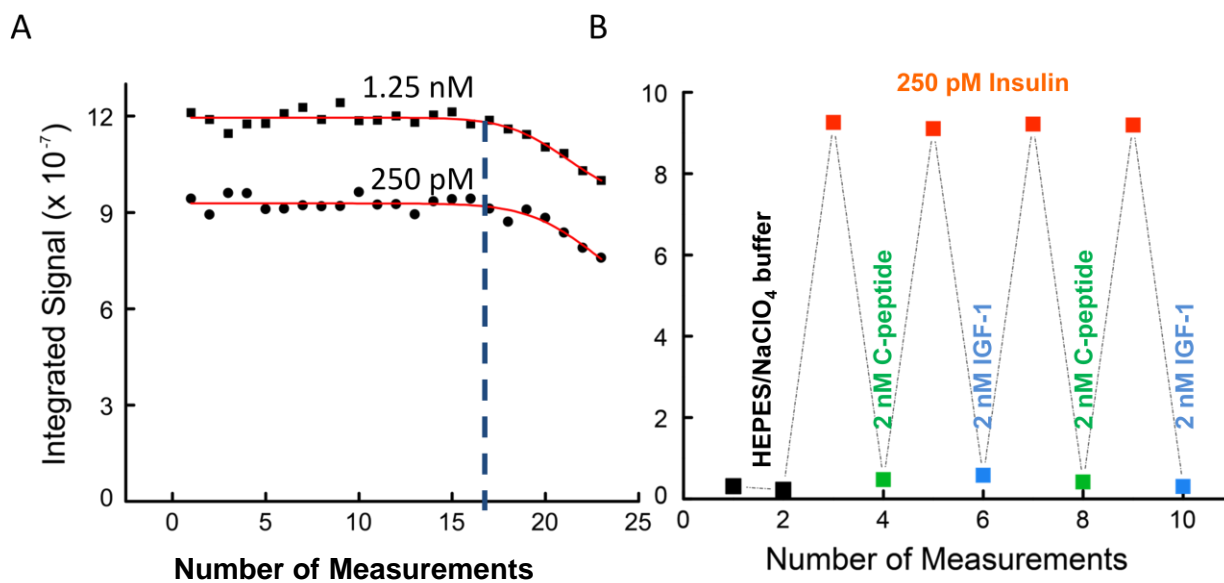 A
Integrated Signal (x 10⁻⁷)
12
9
6
3
0
1.25 nM
250 pM
0 5 10 15 20 25
Number of Measurements
B
250 pM Insulin
10
8
6
4
2
0
HEPES/NaClO₄ buffer
2 nM C-peptide
2 nM IGF-1
2 nM C-peptide
2 nM IGF-1
0 2 4 6 8 10
Number of Measurements